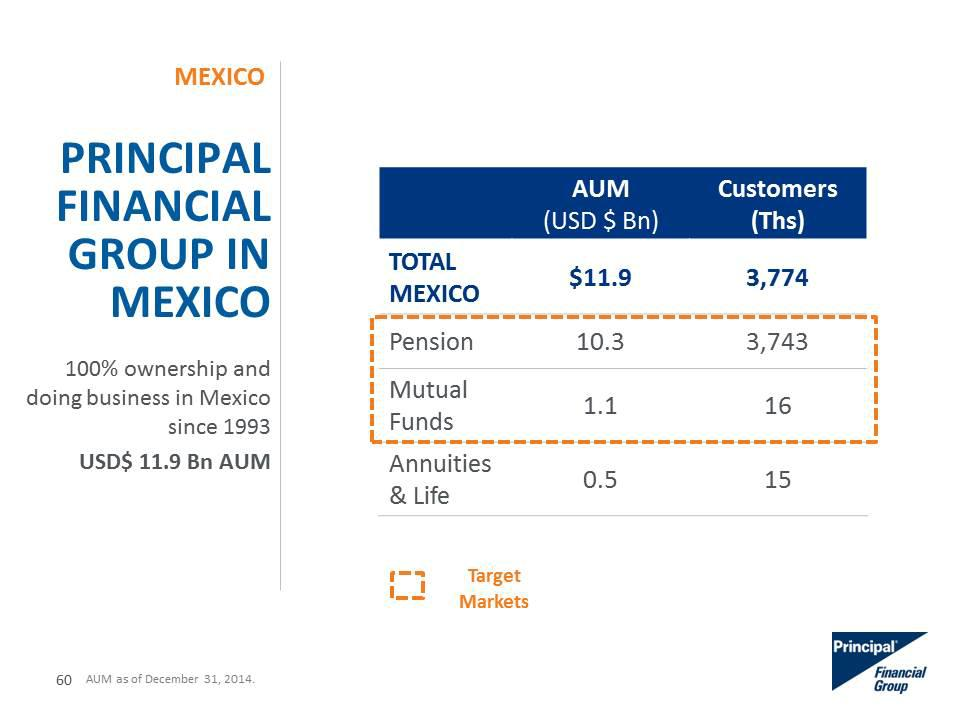 MEXICO
PRINCIPAL
FINANCIAL
GROUP IN
MEXICO
100% ownership and
doing business in Mexico
since 1993
USD$ 11.9 Bn AUM
AUM Customers
(USD $ Bn) (Ths)
TOTAL
MEXICO $11.9 3,774
Pension 10.3 3,743
Mutual
Funds 1.1 16
Annuities
& Life 0.5 15
Target
Markets
60 AUM as of December 31, 2014.
Principal®
Financial
Group